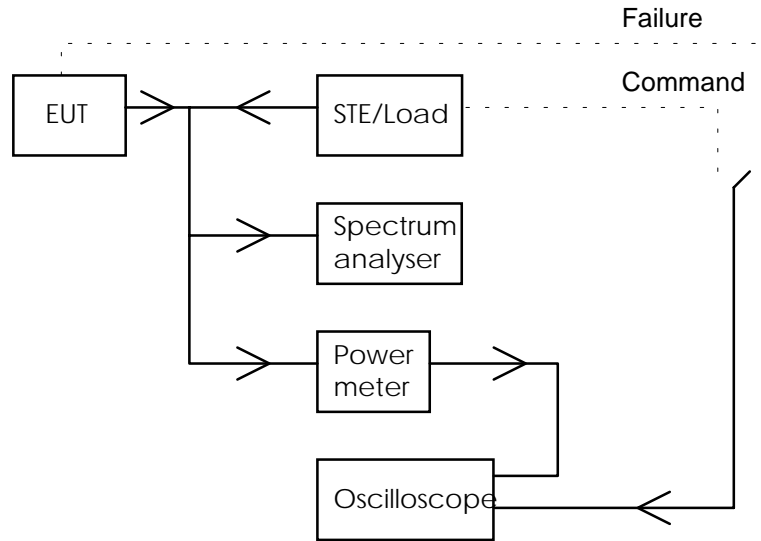 Failure
Command
EUT
STE/Load
Spectrum
analyser
Power
meter
Oscilloscope